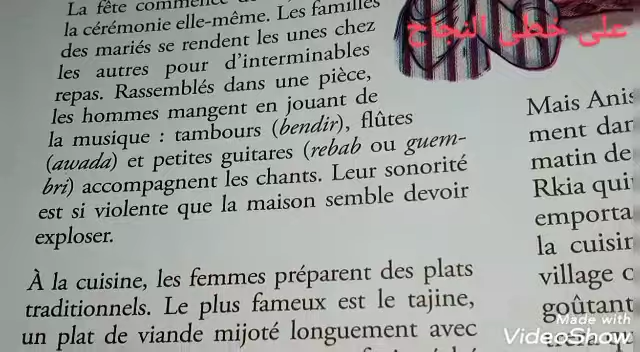 La fête commence
la cérémonie elle-même. Les familles
des mariés se rendent les unes chez
les autres pour d'interminables
repas. Rassemblés dans une pièce,
les hommes mangent en jouant de
la musique : tambours (bendir), flûtes
(awada) et petites guitares (rebab ou guem-
bri) accompagnent les chants. Leur sonorité
est si violente que la maison semble devoir
exploser.
À la cuisine, les femmes préparent des plats
traditionnels. Le plus fameux est le tajine,
un plat de viande mijoté longuement avec
على خطى النجاح
Mais Anis
ment dan
matin de
Rkia qui
emporta
la cuisin
village
goûtant
Made with
VideoShow